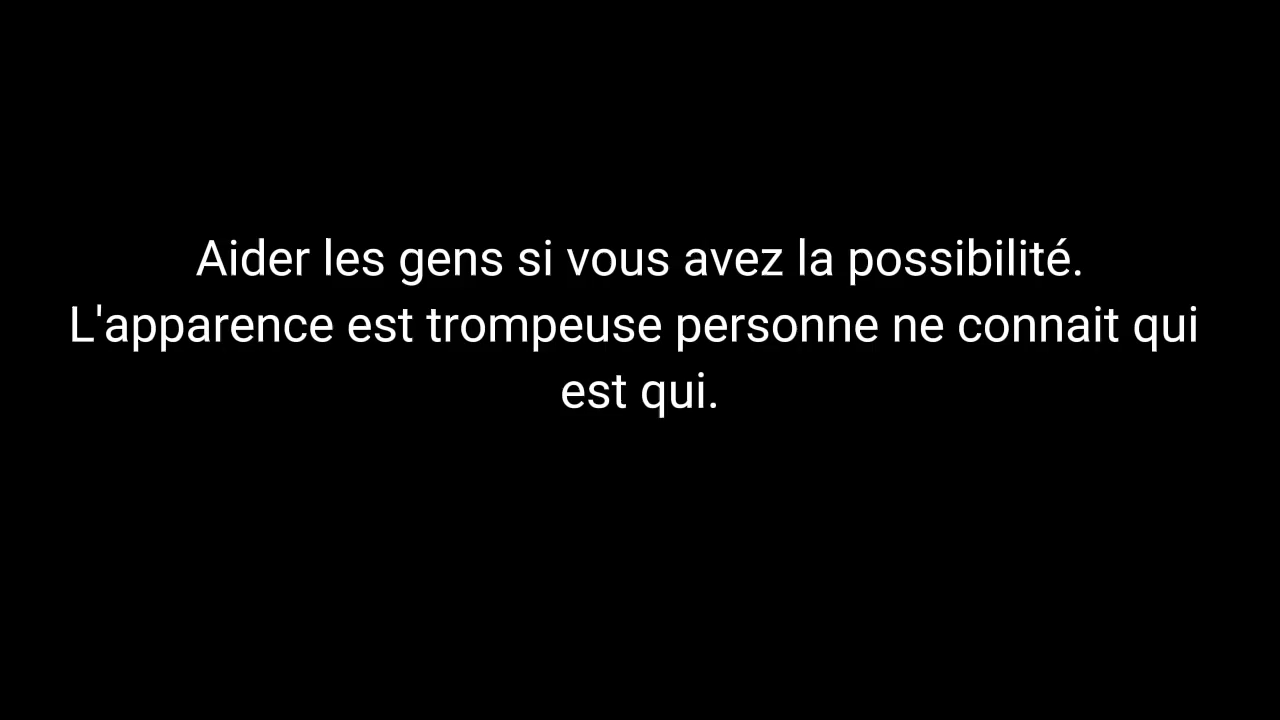 Aider les gens si vous avez la possibilité.
L'apparence est trompeuse personne ne connait qui
est qui.